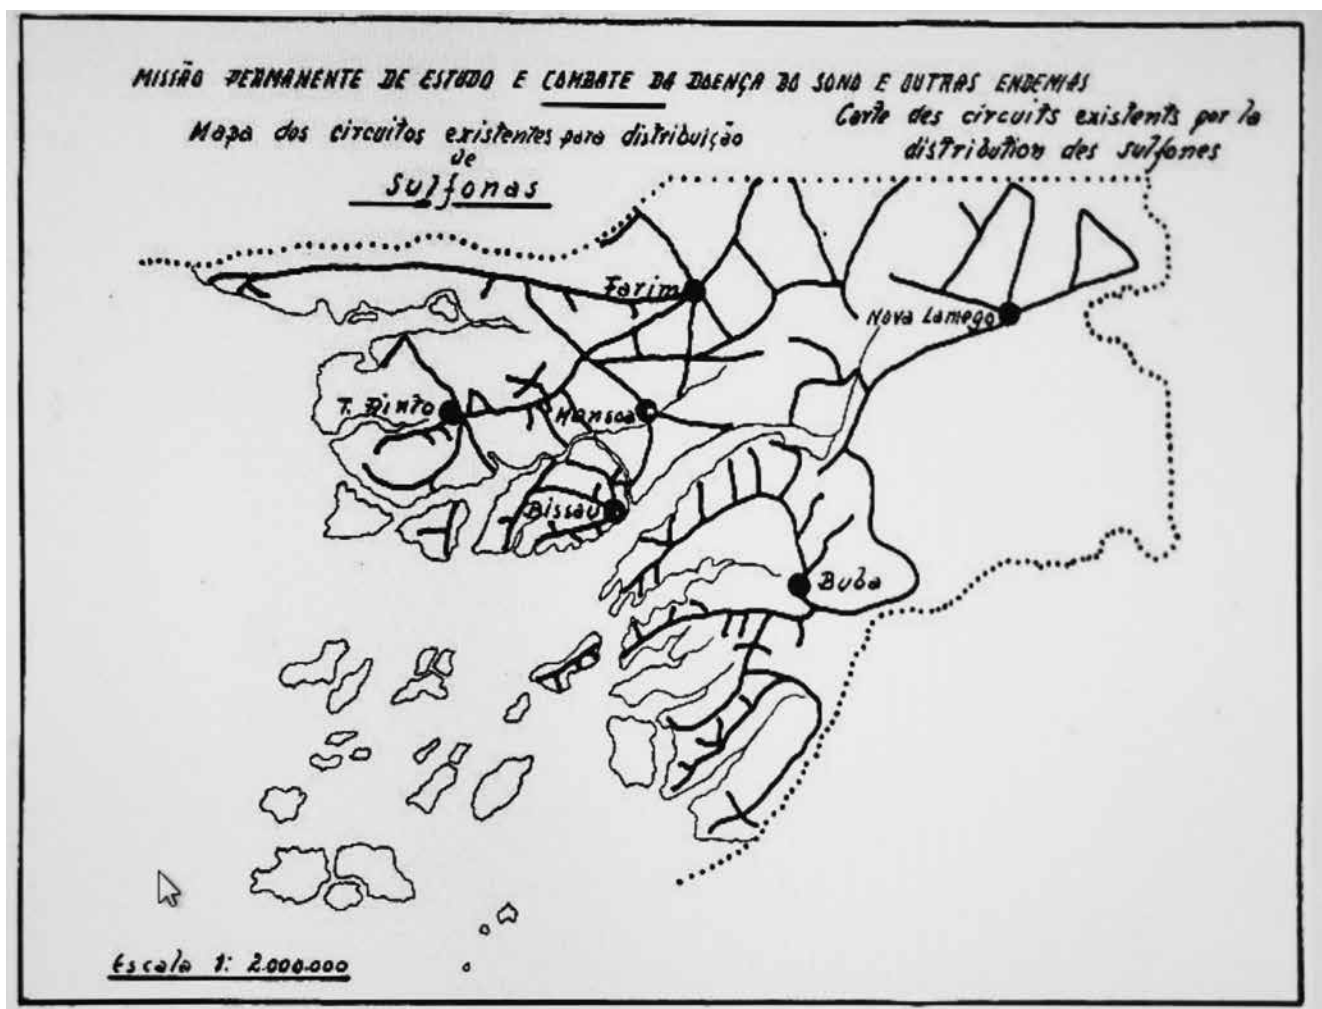 MISSÃO PERMANENTE DE ESTUDO E COMBATE DA DOENÇA DO SONO E OUTRAS ENDEMIAS
Mapa dos circuitos existentes para distribuição
de
Sulfonas
Carte des circuits existents por la
distribution des sulfones
Farim
Nova Lamego
T. Pinto
Mansoa
Bissau
Buba
Escala 1: 2.000.000